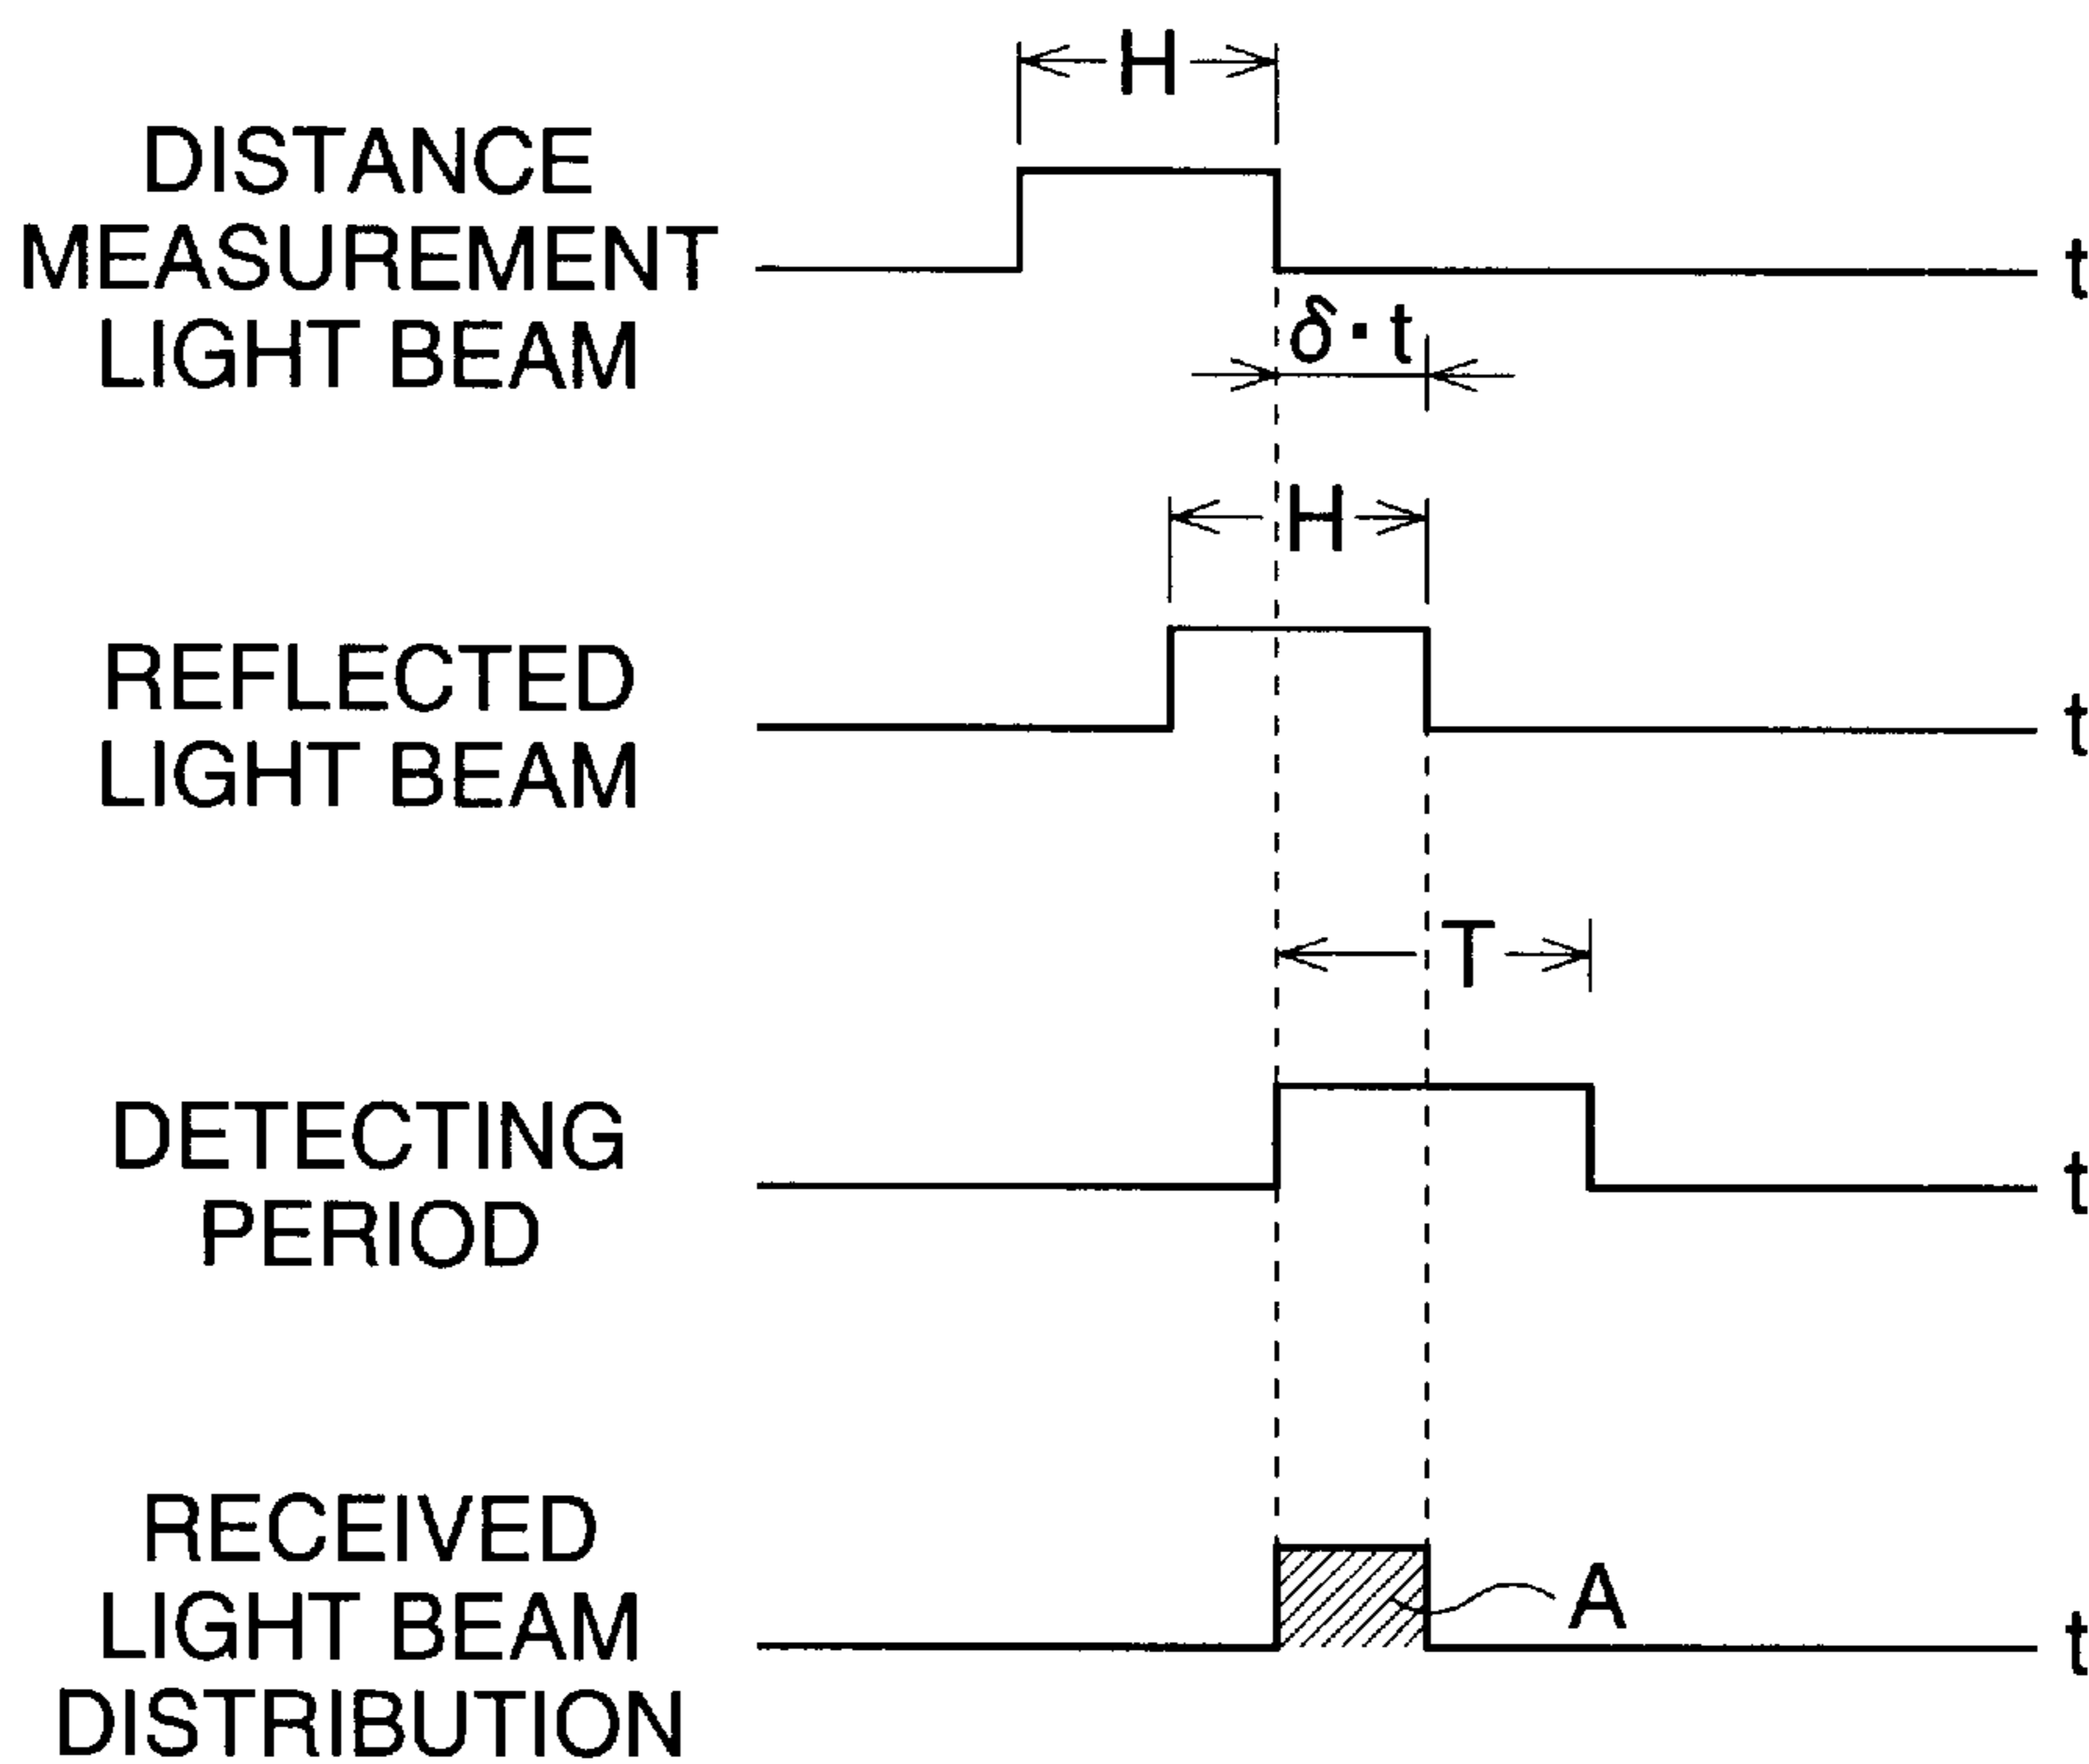 H
DISTANCE
MEASUREMENT
LIGHT BEAM
t
δ·t
H
REFLECTED
LIGHT BEAM
t
T
DETECTING
PERIOD
t
RECEIVED
LIGHT BEAM
DISTRIBUTION
A
t